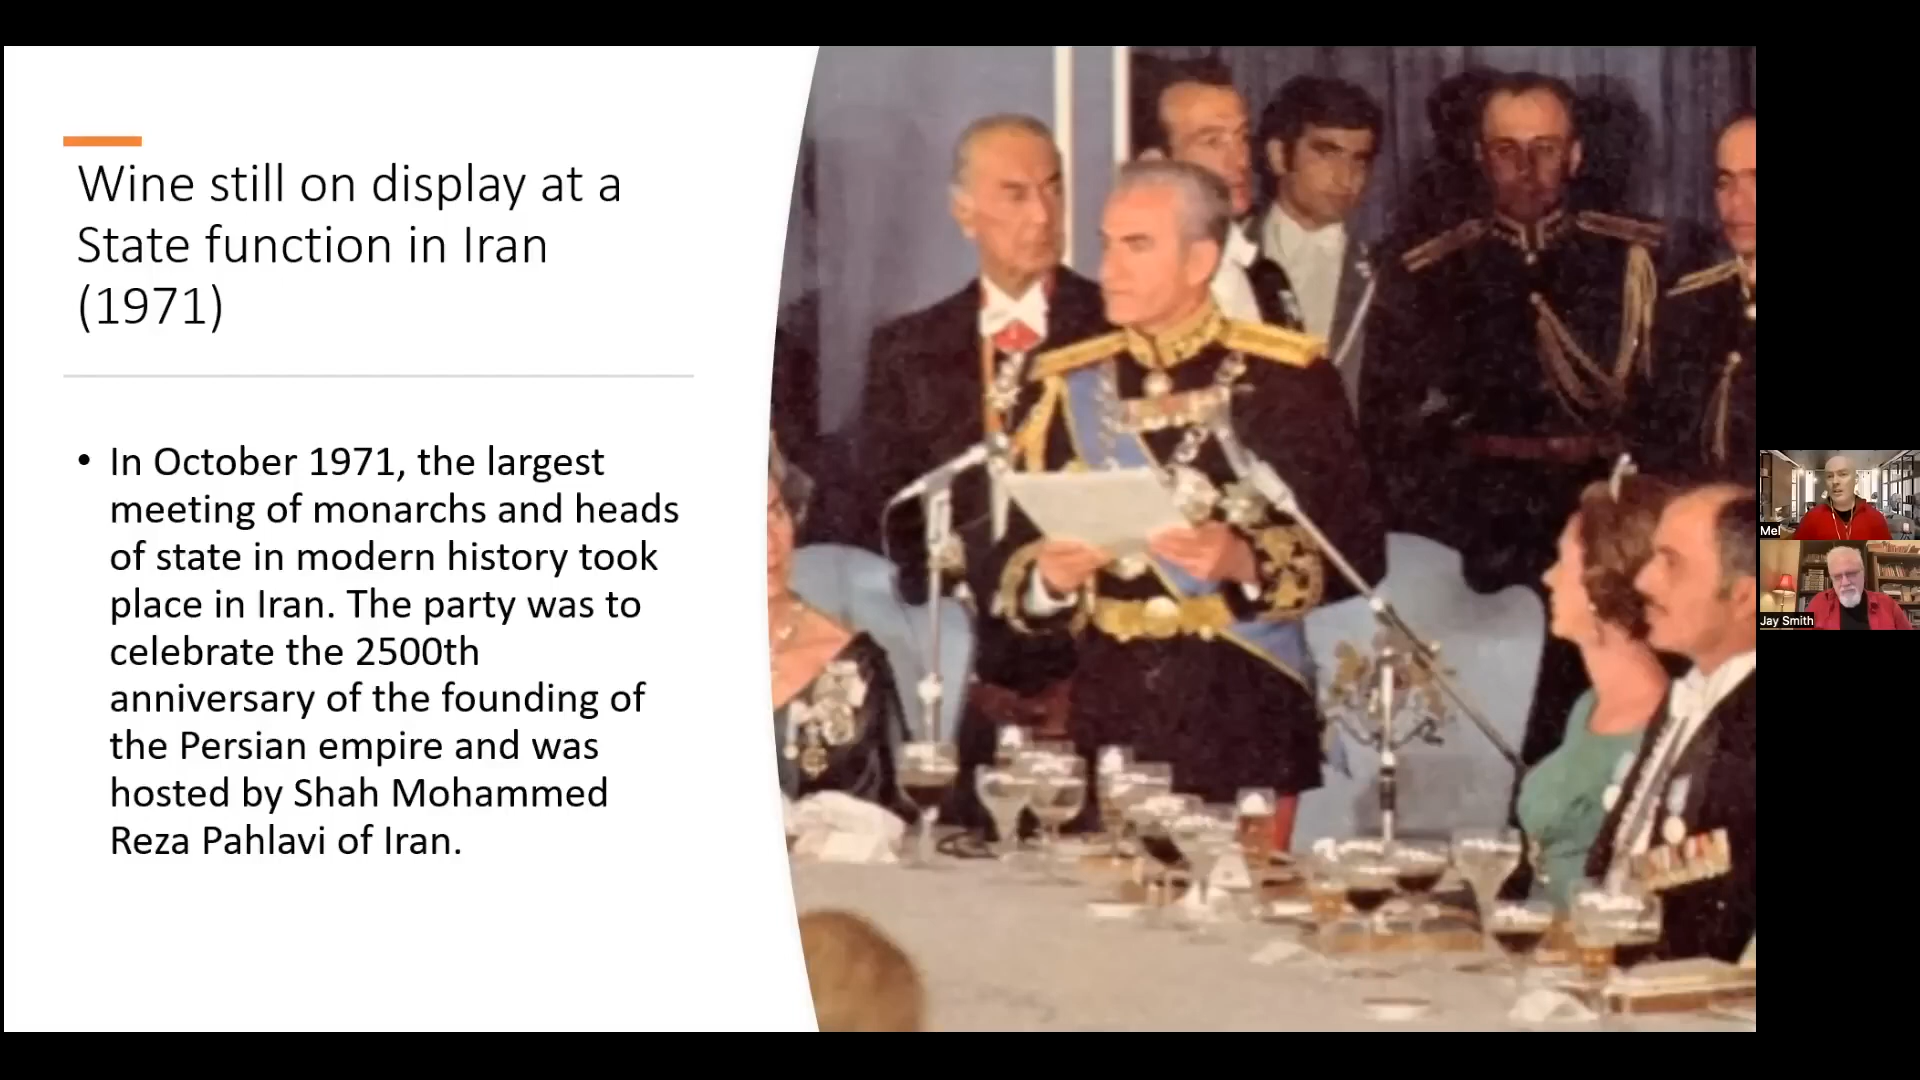 Wine still on display at a
State function in Iran
(1971)
• In October 1971, the largest
meeting of monarchs and heads
of state in modern history took
place in Iran. The party was to
celebrate the 2500th
anniversary of the founding of
the Persian empire and was
hosted by Shah Mohammed
Reza Pahlavi of Iran.
Mel
Jay Smith